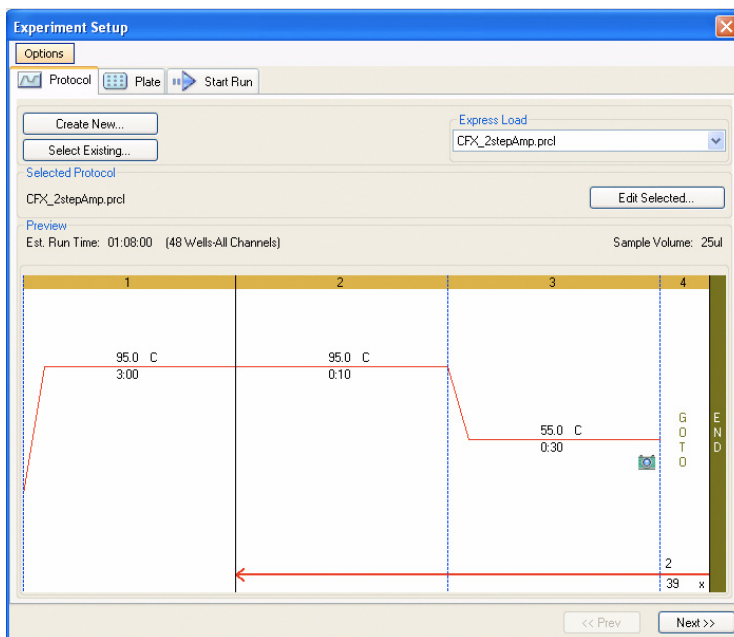 Experiment Setup
Options
Protocol Plate Start Run
Create New...
Select Existing...
Express Load
CFX_2stepAmp.prcl
Selected Protocol
CFX_2stepAmp.prcl
Edit Selected...
Preview
Est. Run Time: 01:08:00 (48 Wells-All Channels)
Sample Volume: 25ul
1 2 3 4
95.0 C
3:00
95.0 C
0:10
55.0 C
0:30
GOTO
END
2
39 x
<< Prev
Next >>